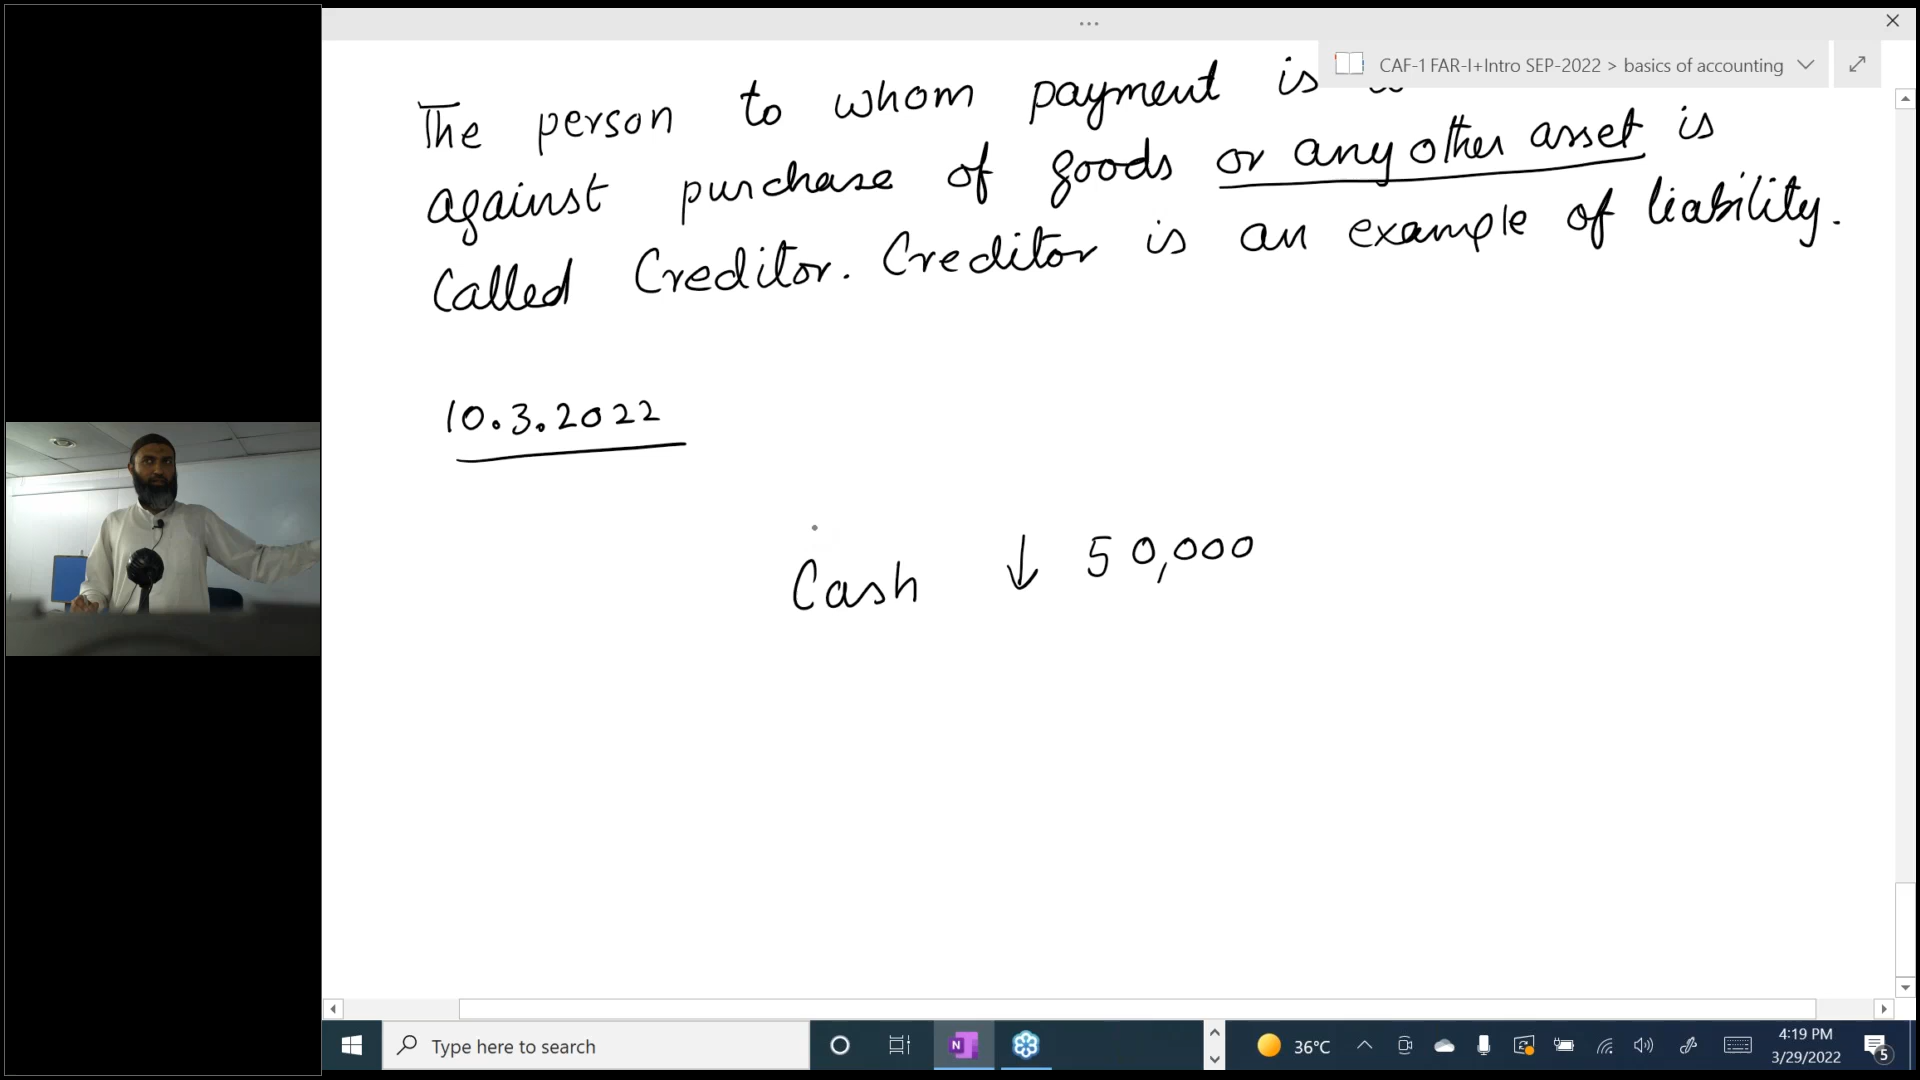 CAF-1 FAR-I+Intro SEP-2022 > basics of accounting
The person to whom payment is
against purchase of goods or any other asset is
Called Creditor. Creditor is an example of liability.
10.3.2022
Cash ↓ 50,000
Type here to search
N
36°C
4:19 PM
3/29/2022
5